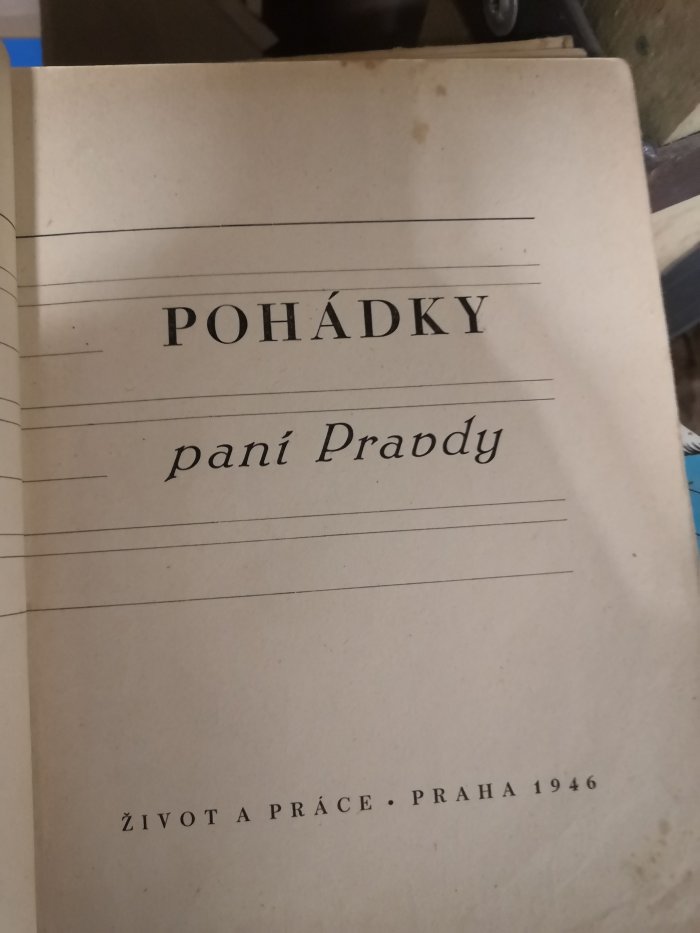 POHÁDKY
paní Pravdy
ŽIVOT A PRÁCE • PRAHA 1946